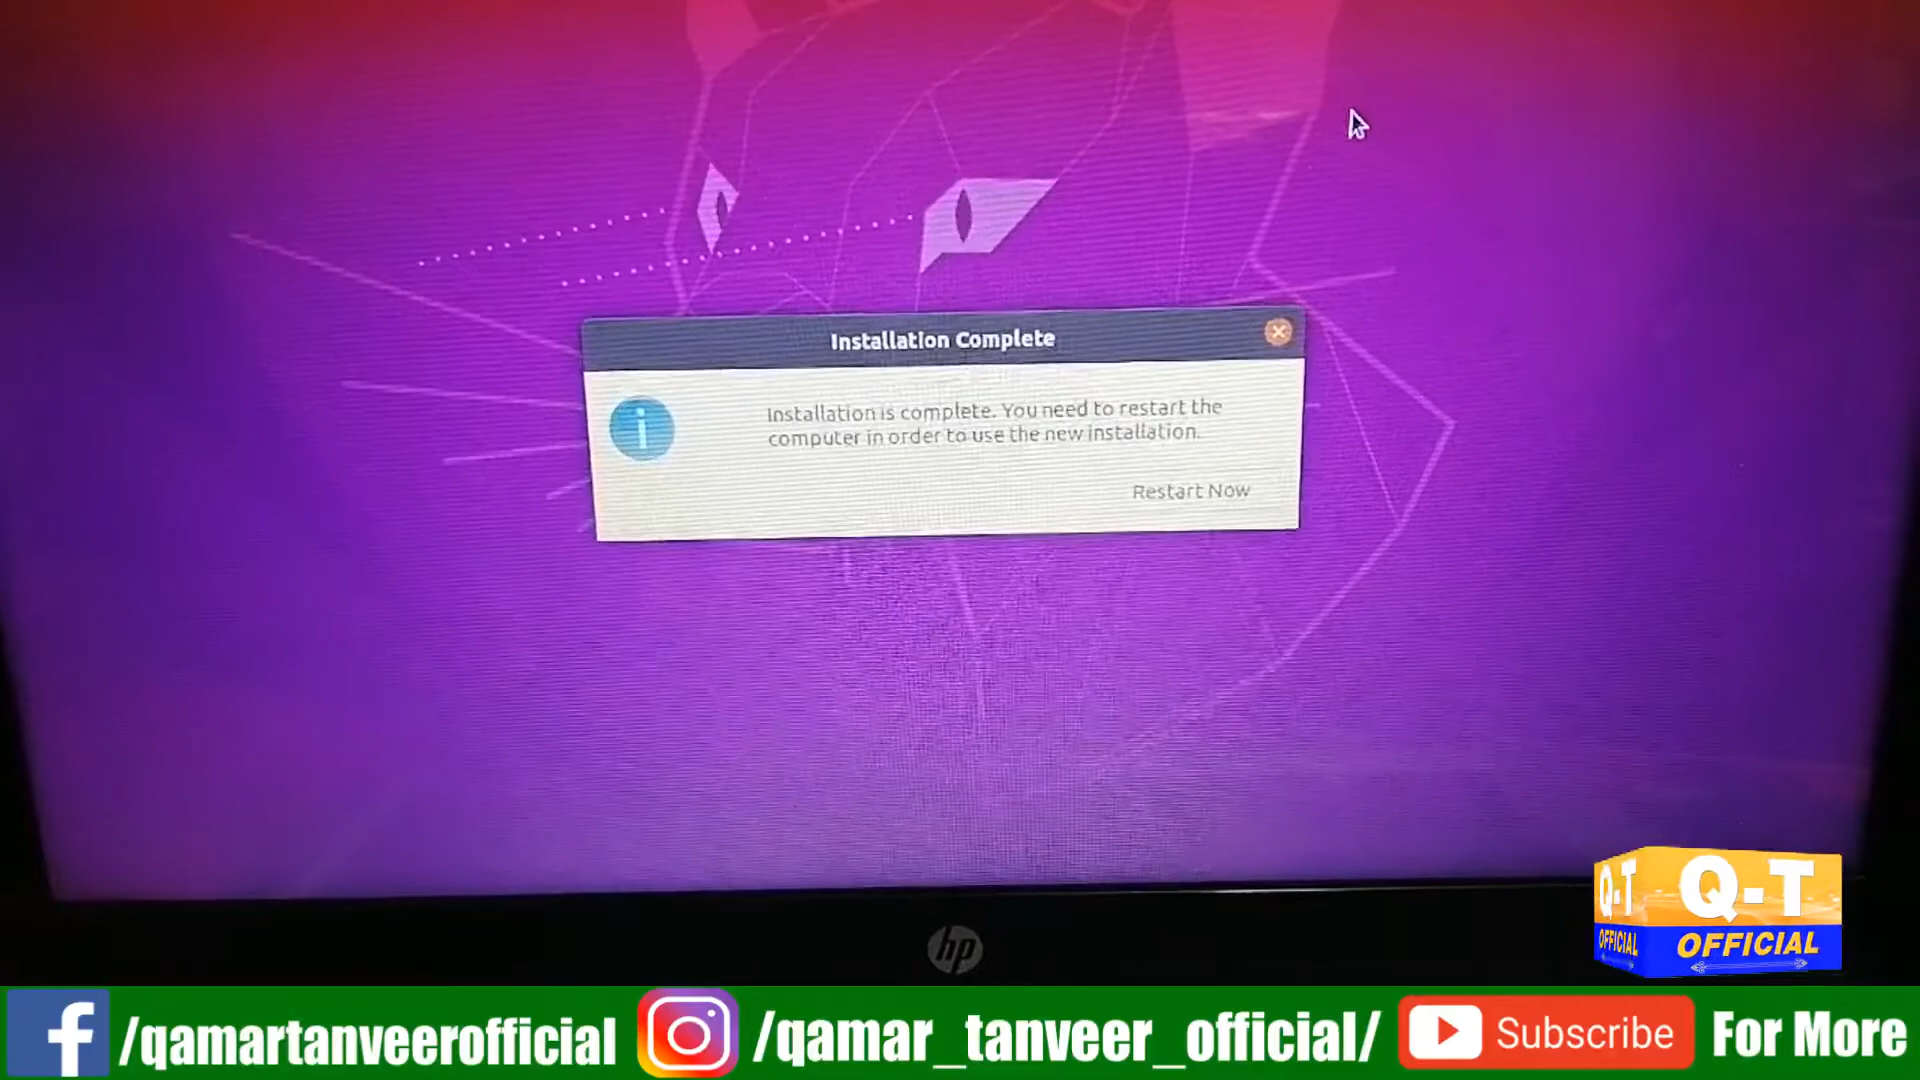 Installation Complete
Installation is complete. You need to restart the
computer in order to use the new installation.
Restart Now
Q-T
OFFICIAL
Q-T
OFFICIAL
hp
/qamartanveerofficial
/qamar_tanveer_official/
Subscribe
For More